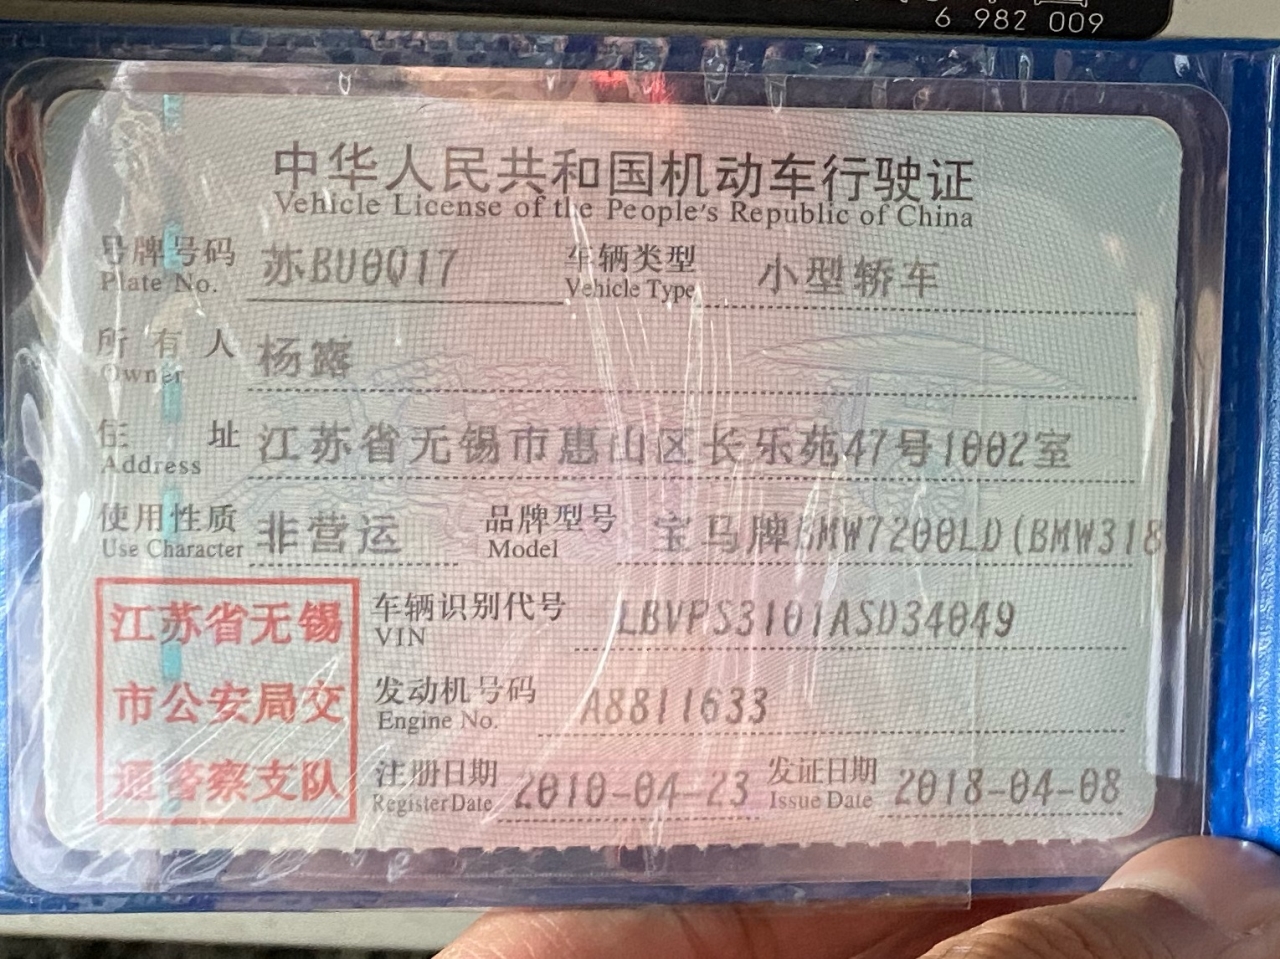 6 982 009
中华人民共和国机动车行驶证
Vehicle License of the People's Republic of China
号牌号码 苏BU0Q17 车辆类型 小型轿车
Plate No. Vehicle Type
所有人 杨露
Owner
住址 江苏省无锡市惠山区长乐苑47号1002室
Address
使用性质 非营运 品牌型号 宝马牌BMW7200LD(BMW318
Use Character Model
江苏省无锡
市公安局交
通警察支队
车辆识别代号 LBVPS3101ASD34049
VIN
发动机号码 A8811633
Engine No.
注册日期 2010-04-23 发证日期 2018-04-08
Register Date Issue Date